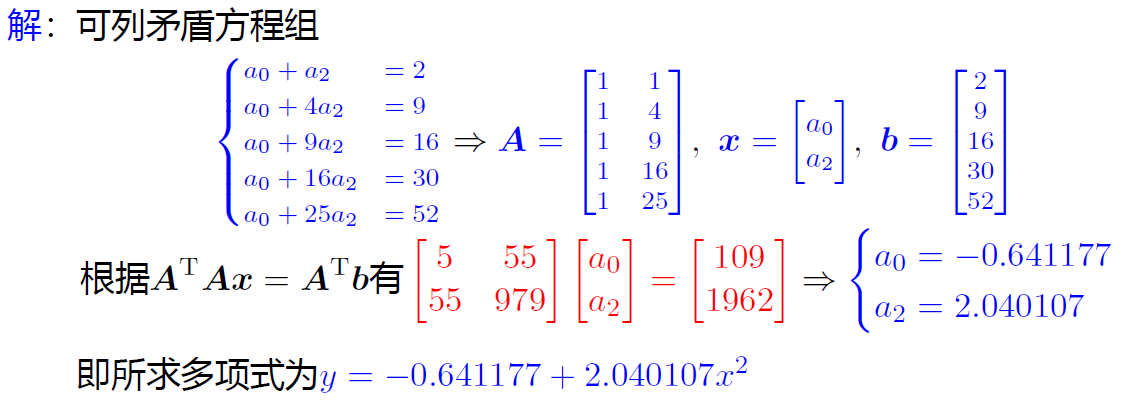 解：可列矛盾方程组
a₀ + a₂ = 2
a₀ + 4a₂ = 9
a₀ + 9a₂ = 16 ⇒ A = [1 1; 1 4; 1 9; 1 16; 1 25], x = [a₀; a₂], b = [2; 9; 16; 30; 52]
a₀ + 16a₂ = 30
a₀ + 25a₂ = 52
根据AᵀAx = Aᵀb有 [5 55; 55 979] [a₀; a₂] = [109; 1962] ⇒ { a₀ = −0.641177 a₂ = 2.040107
即所求多项式为y = −0.641177 + 2.040107x²